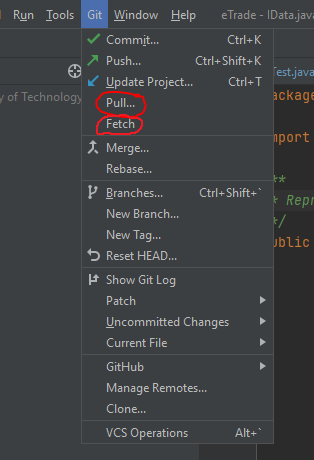 Run Tools Git Window Help eTrade - IData.java
Commit... Ctrl+K
Push... Ctrl+Shift+K
Update Project... Ctrl+T
Test.java
Pull...
y of Technology
ackage
Fetch
mport
Merge...
Rebase...
**
Branches... Ctrl+Shift+`
* Repr
New Branch...
*/
New Tag...
public
Reset HEAD...
Show Git Log
Patch
Uncommitted Changes
Current File
GitHub
Manage Remotes...
Clone...
VCS Operations Alt+`